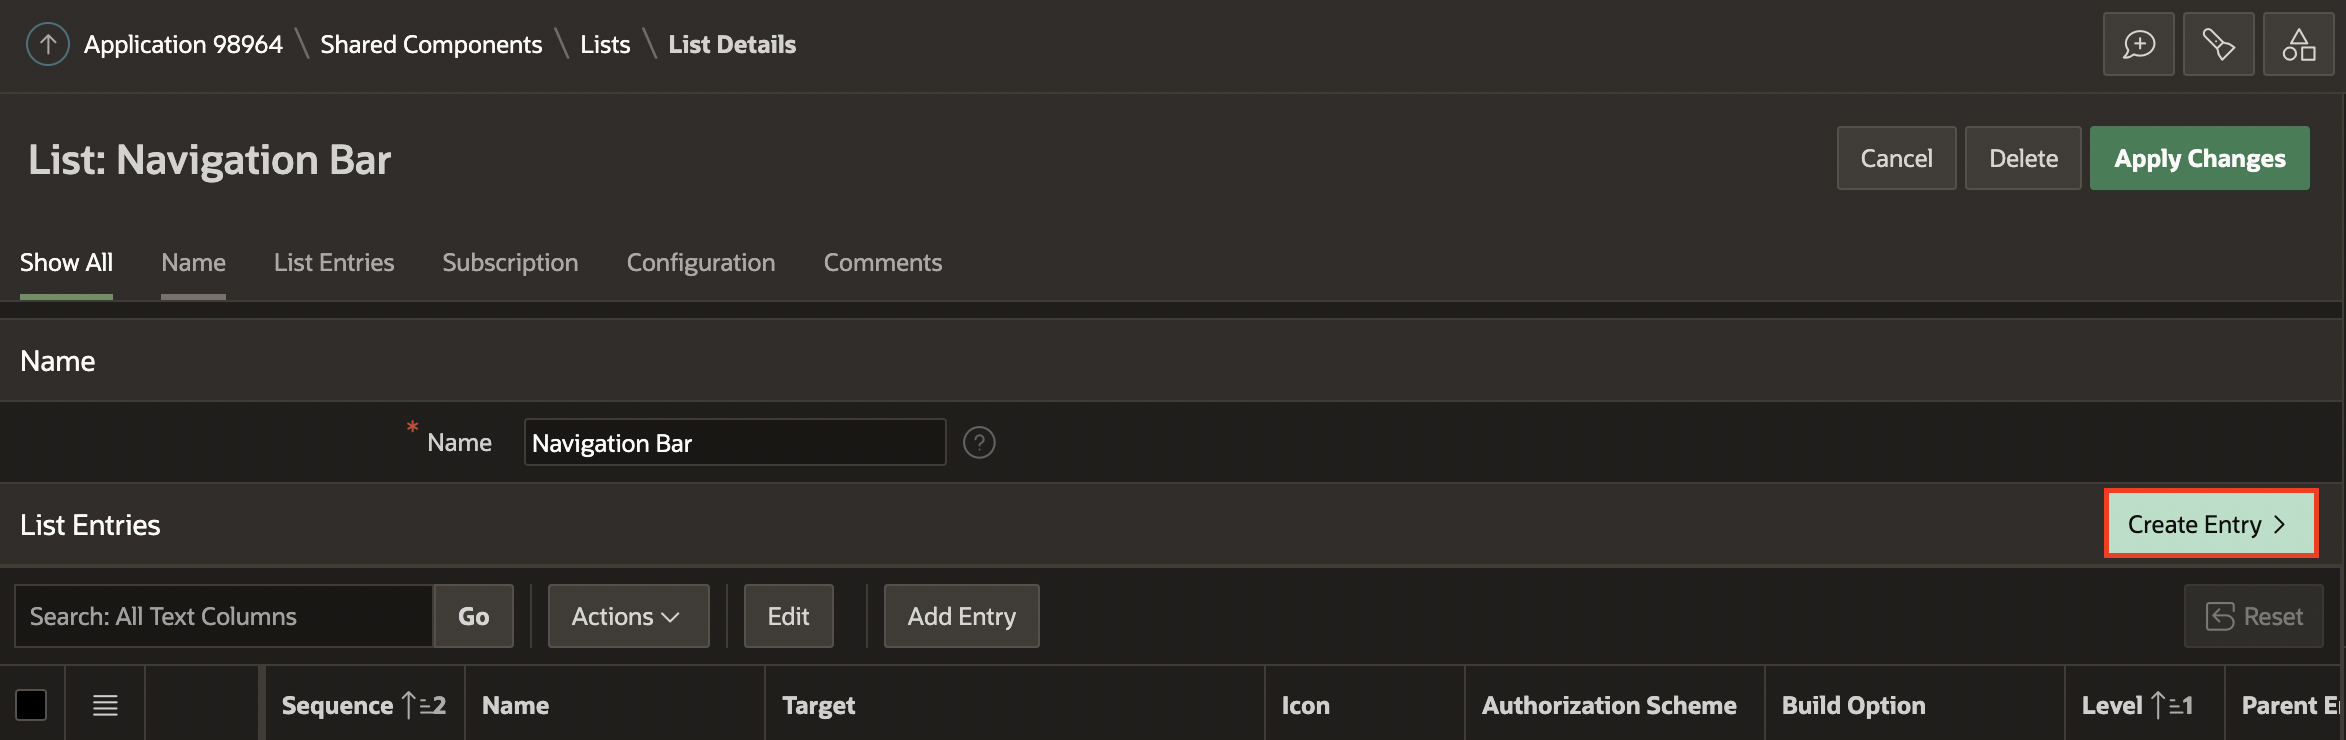 Application 98964 \ Shared Components \ Lists \ List Details
List: Navigation Bar
Cancel
Delete
Apply Changes
Show All
Name
List Entries
Subscription
Configuration
Comments
Name
* Name
Navigation Bar
?
List Entries
Create Entry >
Search: All Text Columns
Go
Actions
Edit
Add Entry
Reset
Sequence 2
Name
Target
Icon
Authorization Scheme
Build Option
Level 1
Parent